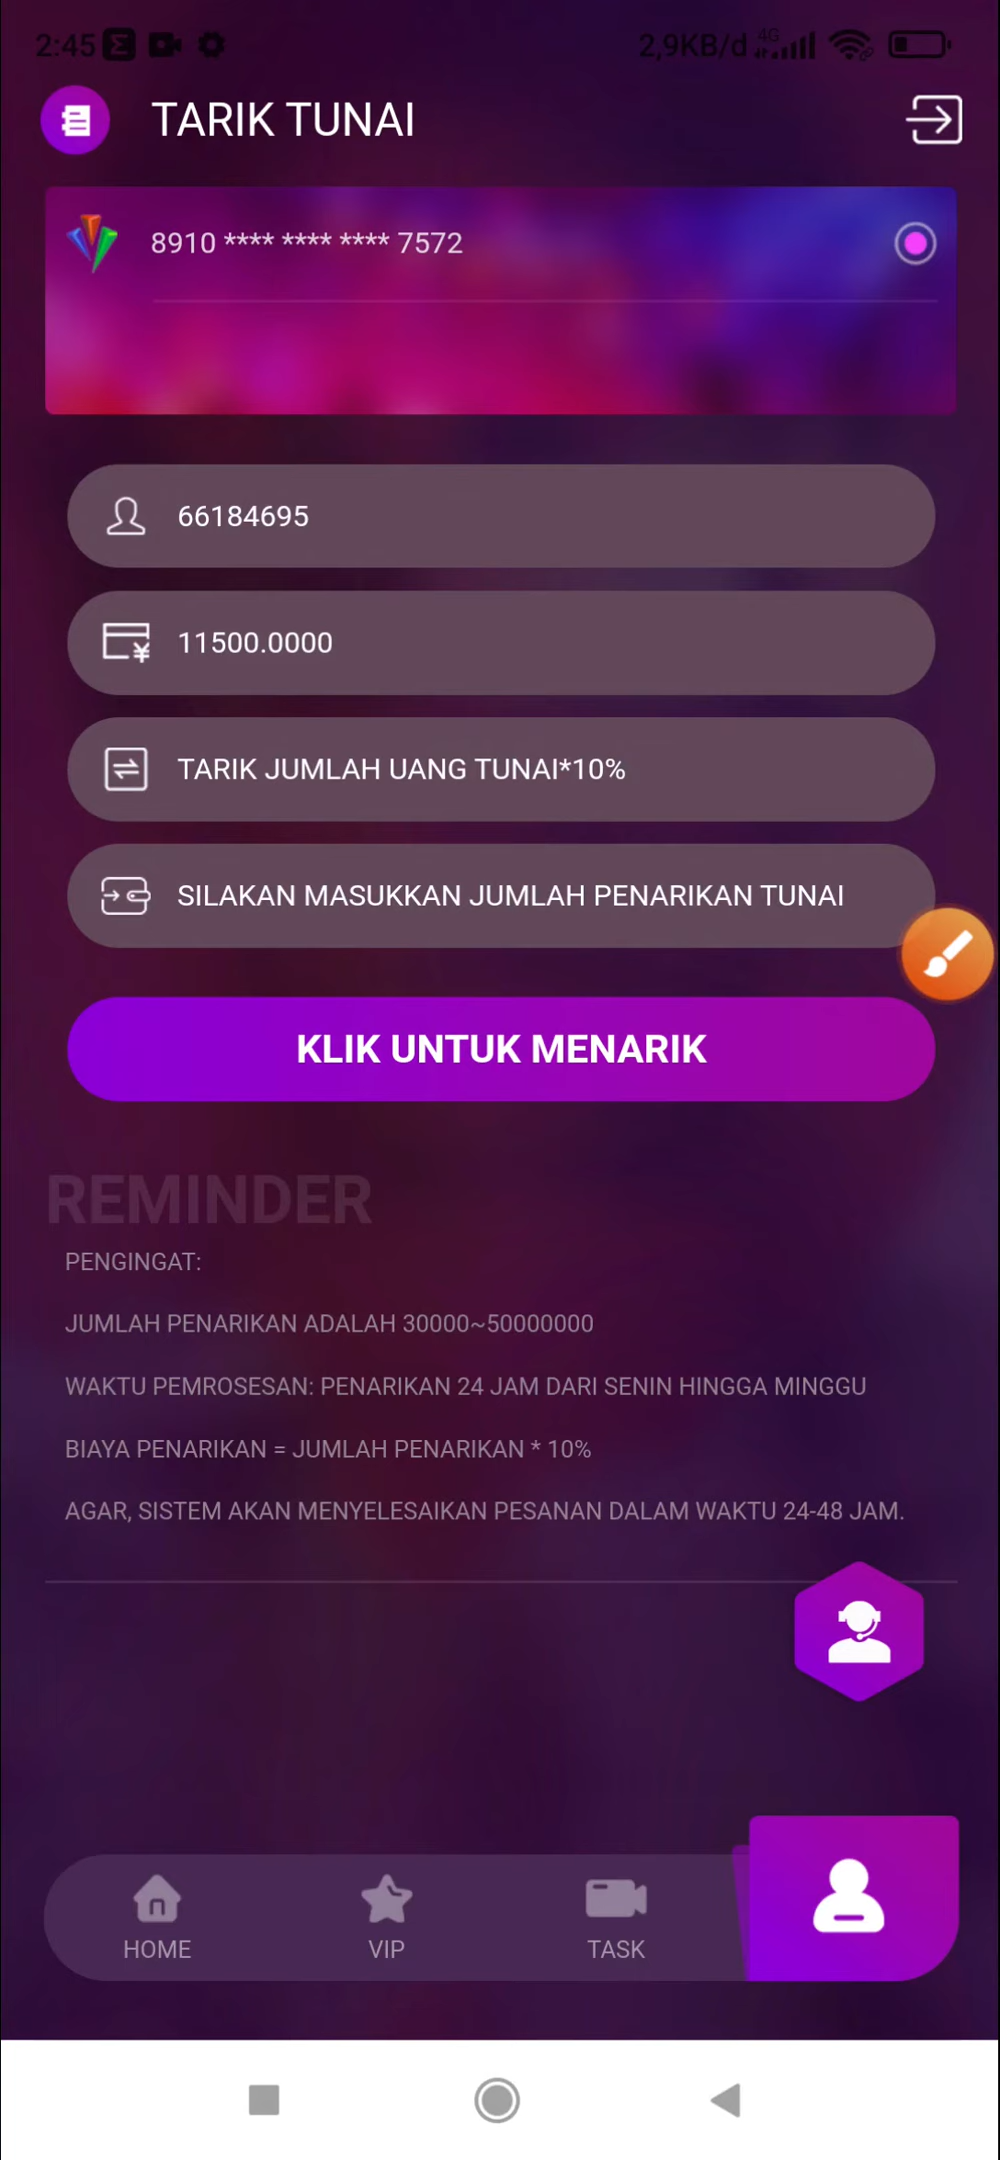 2:45
2,9KB/d 4G
TARIK TUNAI
8910 **** **** **** 7572
66184695
11500.0000
TARIK JUMLAH UANG TUNAI*10%
SILAKAN MASUKKAN JUMLAH PENARIKAN TUNAI
KLIK UNTUK MENARIK
REMINDER
PENGINGAT:
JUMLAH PENARIKAN ADALAH 30000~50000000
WAKTU PEMROSESAN: PENARIKAN 24 JAM DARI SENIN HINGGA MINGGU
BIAYA PENARIKAN = JUMLAH PENARIKAN * 10%
AGAR, SISTEM AKAN MENYELESAIKAN PESANAN DALAM WAKTU 24-48 JAM.
HOME VIP TASK